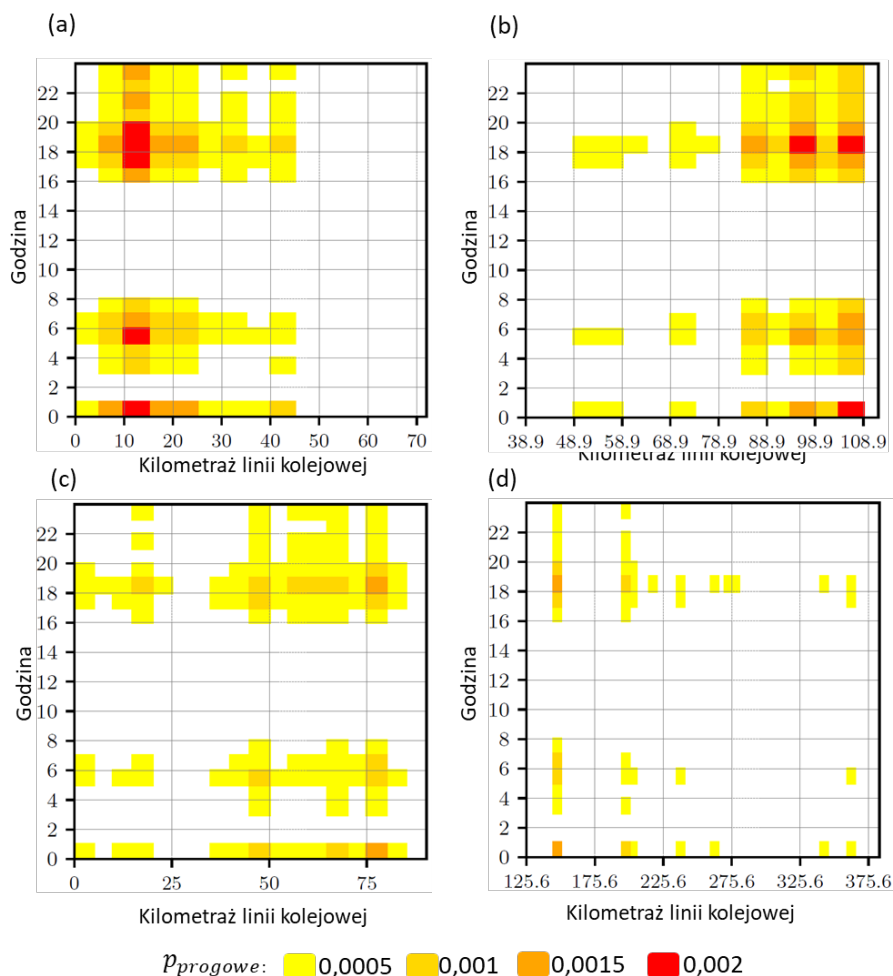 (a)
Godzina
22
20
18
16
14
12
10
8
6
4
2
0
0 10 20 30 40 50 60 70
Kilometraż linii kolejowej
(b)
Godzina
22
20
18
16
14
12
10
8
6
4
2
0
38.9 48.9 58.9 68.9 78.9 88.9 98.9 108.9
Kilometraż linii kolejowej
(c)
Godzina
22
20
18
16
14
12
10
8
6
4
2
0
0 25 50 75
Kilometraż linii kolejowej
(d)
Godzina
22
20
18
16
14
12
10
8
6
4
2
0
125.6 175.6 225.6 275.6 325.6 375.6
Kilometraż linii kolejowej
p progowe: 0,0005 0,001 0,0015 0,002